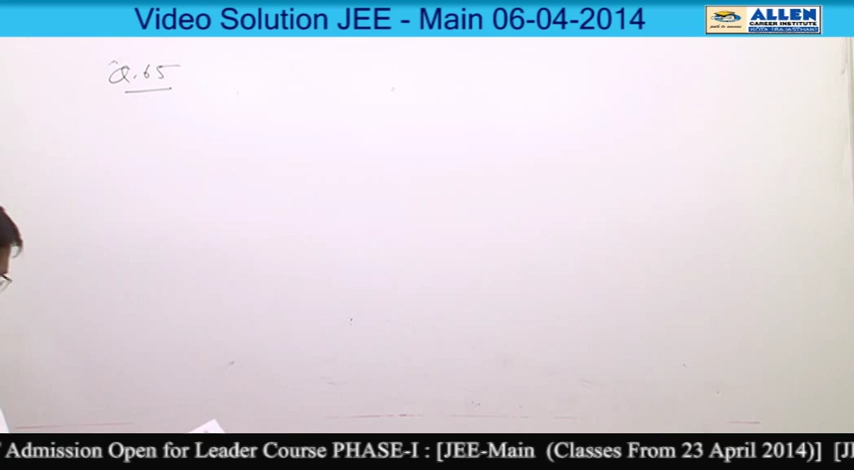 Video Solution JEE - Main 06-04-2014
ALLEN
CAREER INSTITUTE
KOTA (RAJASTHAN)
Q.65
Admission Open for Leader Course PHASE-I : [JEE-Main (Classes From 23 April 2014)] [JE